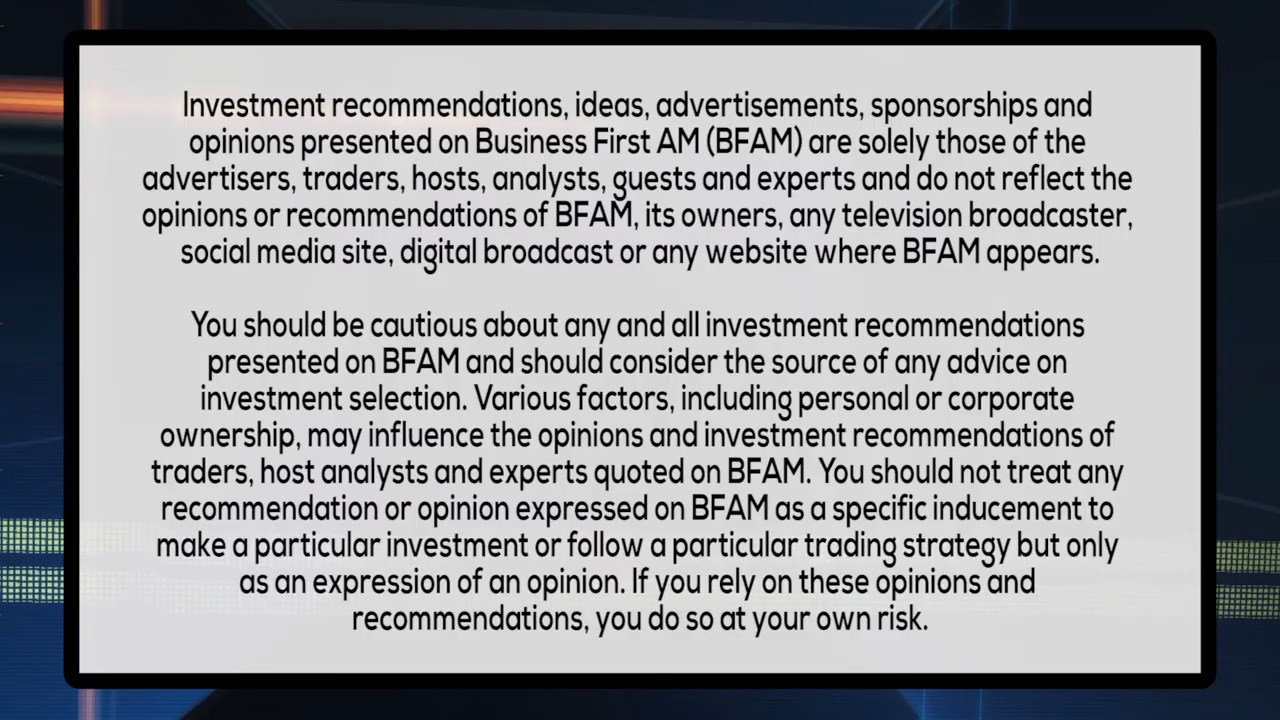 Investment recommendations, ideas, advertisements, sponsorships and
opinions presented on Business First AM (BFAM) are solely those of the
advertisers, traders, hosts, analysts, guests and experts and do not reflect the
opinions or recommendations of BFAM, its owners, any television broadcaster,
social media site, digital broadcast or any website where BFAM appears.
You should be cautious about any and all investment recommendations
presented on BFAM and should consider the source of any advice on
investment selection. Various factors, including personal or corporate
ownership, may influence the opinions and investment recommendations of
traders, host analysts and experts quoted on BFAM. You should not treat any
recommendation or opinion expressed on BFAM as a specific inducement to
make a particular investment or follow a particular trading strategy but only
as an expression of an opinion. If you rely on these opinions and
recommendations, you do so at your own risk.